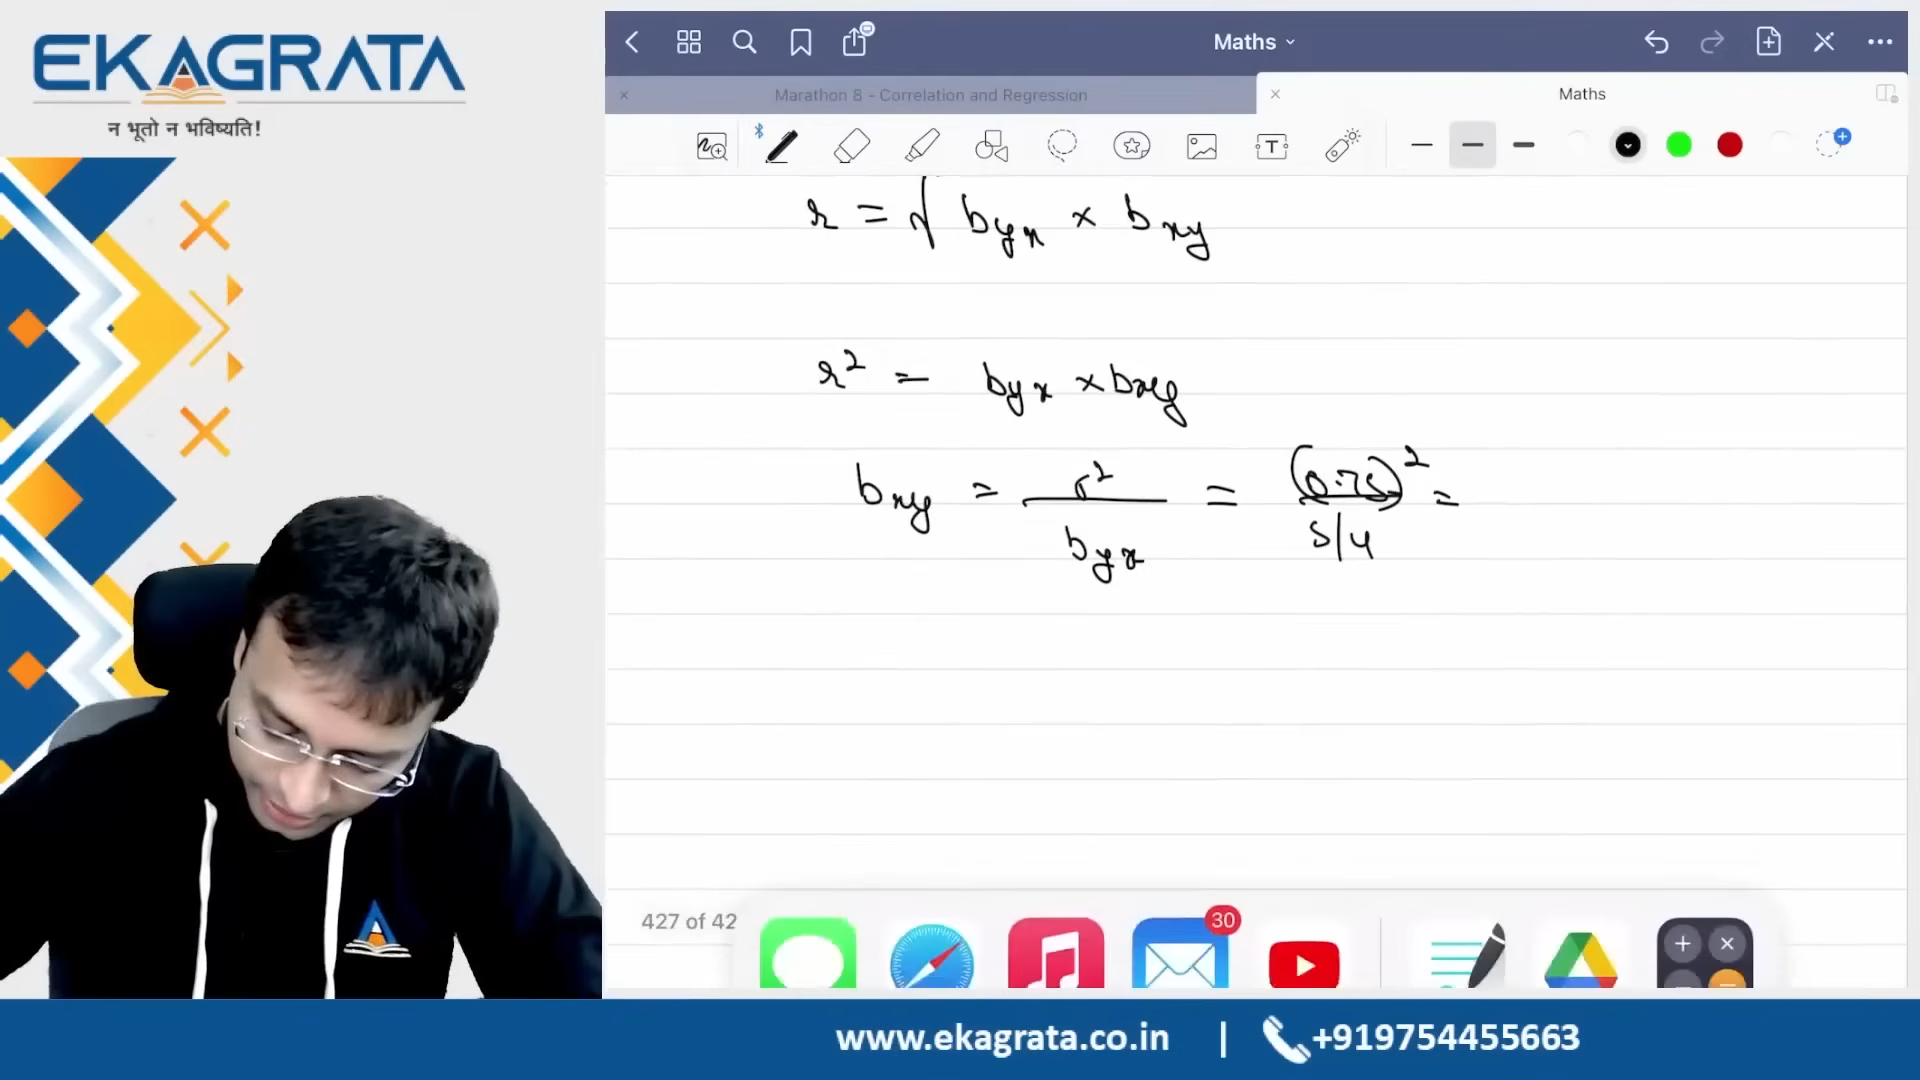 EKAGRATA
न भूतो न भविष्यति!
Maths
Marathon 8 - Correlation and Regression
Maths
T
r = √ byx × bxy
r² = byx × bxy
bxy = r² / byx = (0.75)² / 5/4 =
427 of 42
30
www.ekagrata.co.in | +919754455663